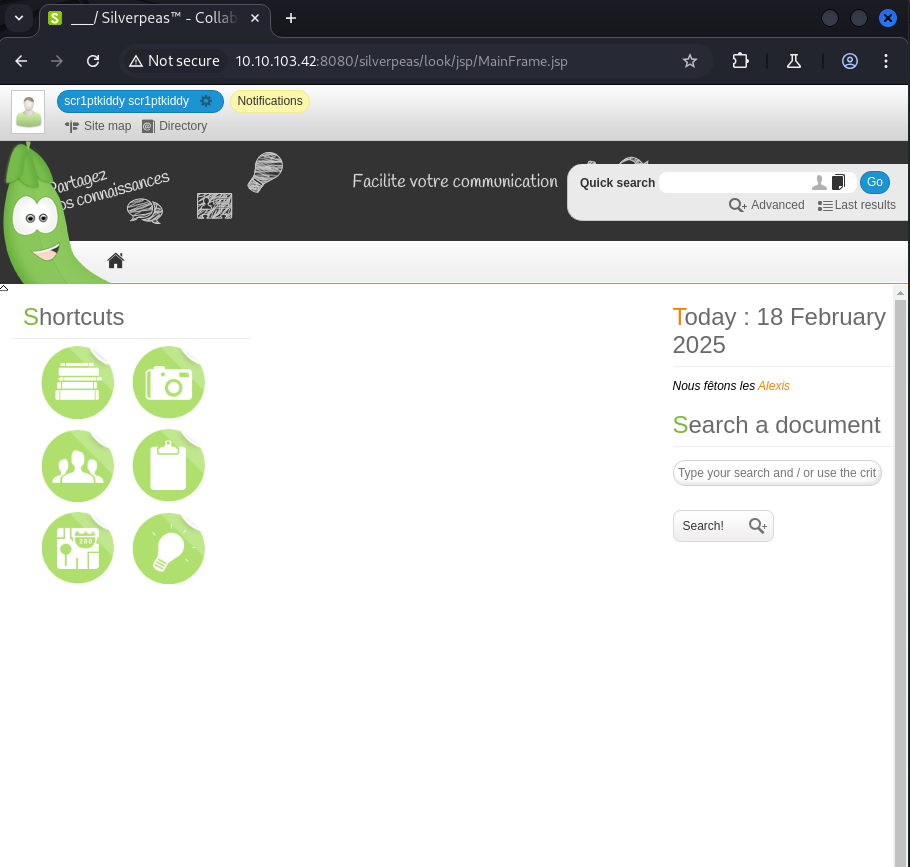 ___/ Silverpeas™ - Collab
Not secure 10.10.103.42:8080/silverpeas/look/jsp/MainFrame.jsp
scr1ptkiddy scr1ptkiddy Notifications
Site map Directory
Partagez
vos connaissances
Facilite votre communication
Quick search Go
Advanced Last results
Shortcuts
Today : 18 February
2025
Nous fêtons les Alexis
Search a document
Type your search and / or use the crit
Search!